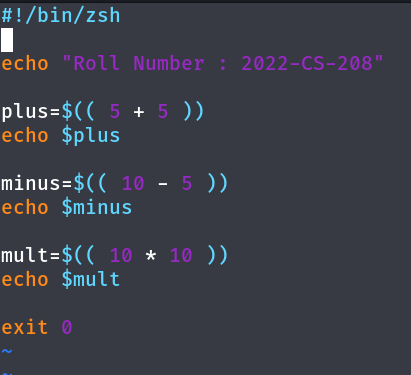 #!/bin/zsh
echo "Roll Number : 2022-CS-208"
plus=$(( 5 + 5 ))
echo $plus
minus=$(( 10 - 5 ))
echo $minus
mult=$(( 10 * 10 ))
echo $mult
exit 0
~
~